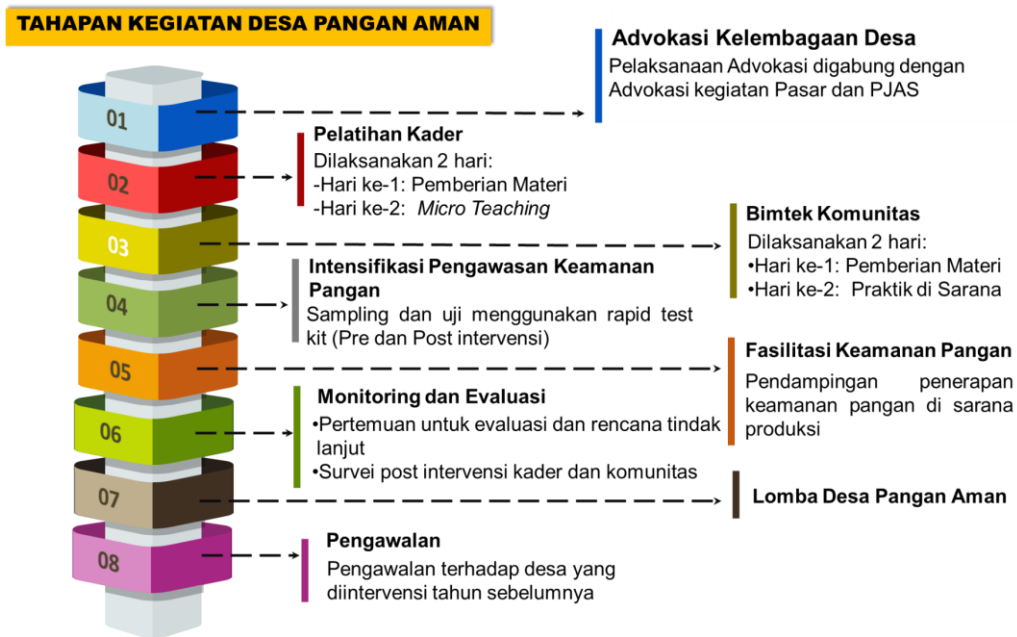 TAHAPAN KEGIATAN DESA PANGAN AMAN
01
Advokasi Kelembagaan Desa
Pelaksanaan Advokasi digabung dengan
Advokasi kegiatan Pasar dan PJAS
02
Pelatihan Kader
Dilaksanakan 2 hari:
-Hari ke-1: Pemberian Materi
-Hari ke-2: Micro Teaching
03
Bimtek Komunitas
Dilaksanakan 2 hari:
•Hari ke-1: Pemberian Materi
•Hari ke-2: Praktik di Sarana
04
Intensifikasi Pengawasan Keamanan
Pangan
Sampling dan uji menggunakan rapid test
kit (Pre dan Post intervensi)
05
Fasilitasi Keamanan Pangan
Pendampingan penerapan
keamanan pangan di sarana
produksi
06
Monitoring dan Evaluasi
•Pertemuan untuk evaluasi dan rencana tindak
lanjut
•Survei post intervensi kader dan komunitas
07
Lomba Desa Pangan Aman
08
Pengawalan
Pengawalan terhadap desa yang
diintervensi tahun sebelumnya